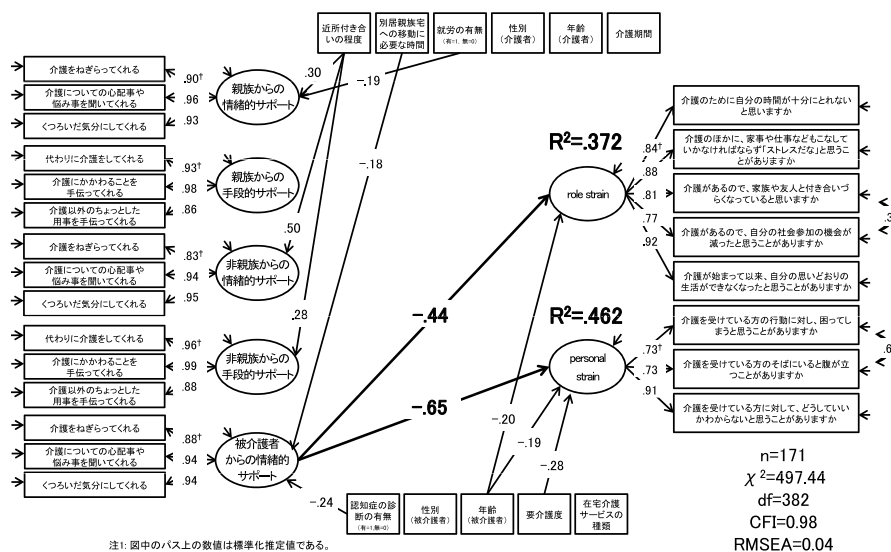 近所付き合
いの程度
別居親族宅
への移動に
必要な時間
就労の有無
(有=1, 無=0)
性別
(介護者)
年齢
(介護者)
介護期間
介護をねぎらってくれる
介護についての心配事や
悩み事を聞いてくれる
くつろいだ気分にしてくれる
.90†
.96
.93
親族からの
情緒的サポート
.30
-.19
代わりに介護をしてくれる
介護にかかわることを
手伝ってくれる
介護以外のちょっとした
用事を手伝ってくれる
.93†
.98
.86
親族からの
手段的サポート
-.18
介護をねぎらってくれる
介護についての心配事や
悩み事を聞いてくれる
くつろいだ気分にしてくれる
.83†
.94
.95
非親族からの
情緒的サポート
.50
代わりに介護をしてくれる
介護にかかわることを
手伝ってくれる
介護以外のちょっとした
用事を手伝ってくれる
.96†
.99
.88
非親族からの
手段的サポート
.28
介護をねぎらってくれる
介護についての心配事や
悩み事を聞いてくれる
くつろいだ気分にしてくれる
.88†
.94
.94
被介護者
からの情緒的
サポート
-.44
-.65
R²=.372
role strain
.84†
.88
.81
.77
.92
介護のために自分の時間が十分にとれない
と思いますか
介護のほかに、家事や仕事などもこなして
いかなければならず「ストレスだな」と思うこ
とがありますか
介護があるので、家族や友人と付き合いづ
らくなっていると思いますか
介護があるので、自分の社会参加の機会が
減ったと思うことがありますか
介護が始まって以来、自分の思いどおりの
生活ができなくなったと思うことがありますか
.3
R²=.462
personal
strain
.73†
.73
.91
介護を受けている方の行動に対し、困ってし
まうと思うことがありますか
介護を受けている方のそばにいると腹が立
つことがありますか
介護を受けている方に対して、どうしていい
かわからないと思うことがありますか
.6
-.20
-.19
-.28
-.24
認知症の診
断の有無
(有=1,無=0)
性別
(被介護者)
年齢
(被介護者)
要介護度
在宅介護
サービスの
種類
n=171
χ²=497.44
df=382
CFI=0.98
RMSEA=0.04
注1: 図中のパス上の数値は標準化推定値である。